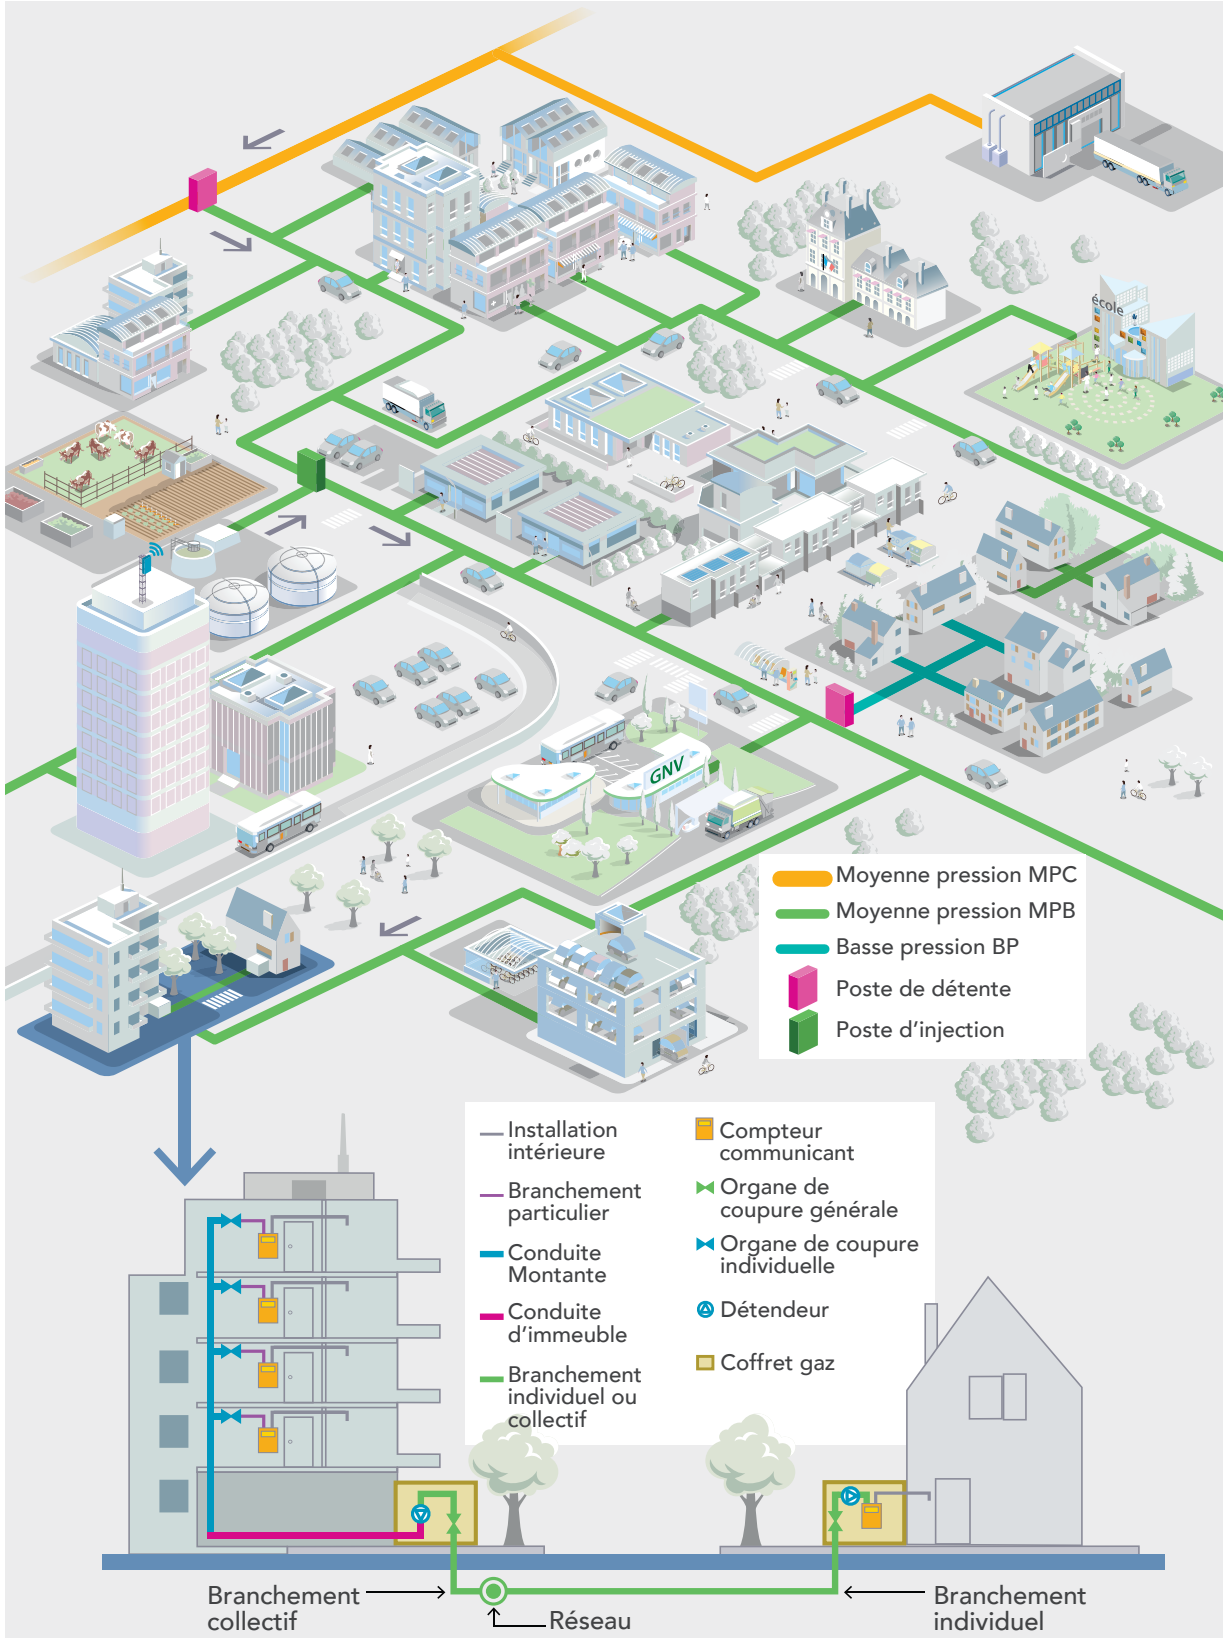 école
GNV
Moyenne pression MPC
Moyenne pression MPB
Basse pression BP
Poste de détente
Poste d'injection
Installation
intérieure
Branchement
particulier
Conduite
Montante
Conduite
d'immeuble
Branchement
individuel ou
collectif
Compteur
communicant
Organe de
coupure générale
Organe de coupure
individuelle
Détendeur
Coffret gaz
Branchement
collectif
Réseau
Branchement
individuel